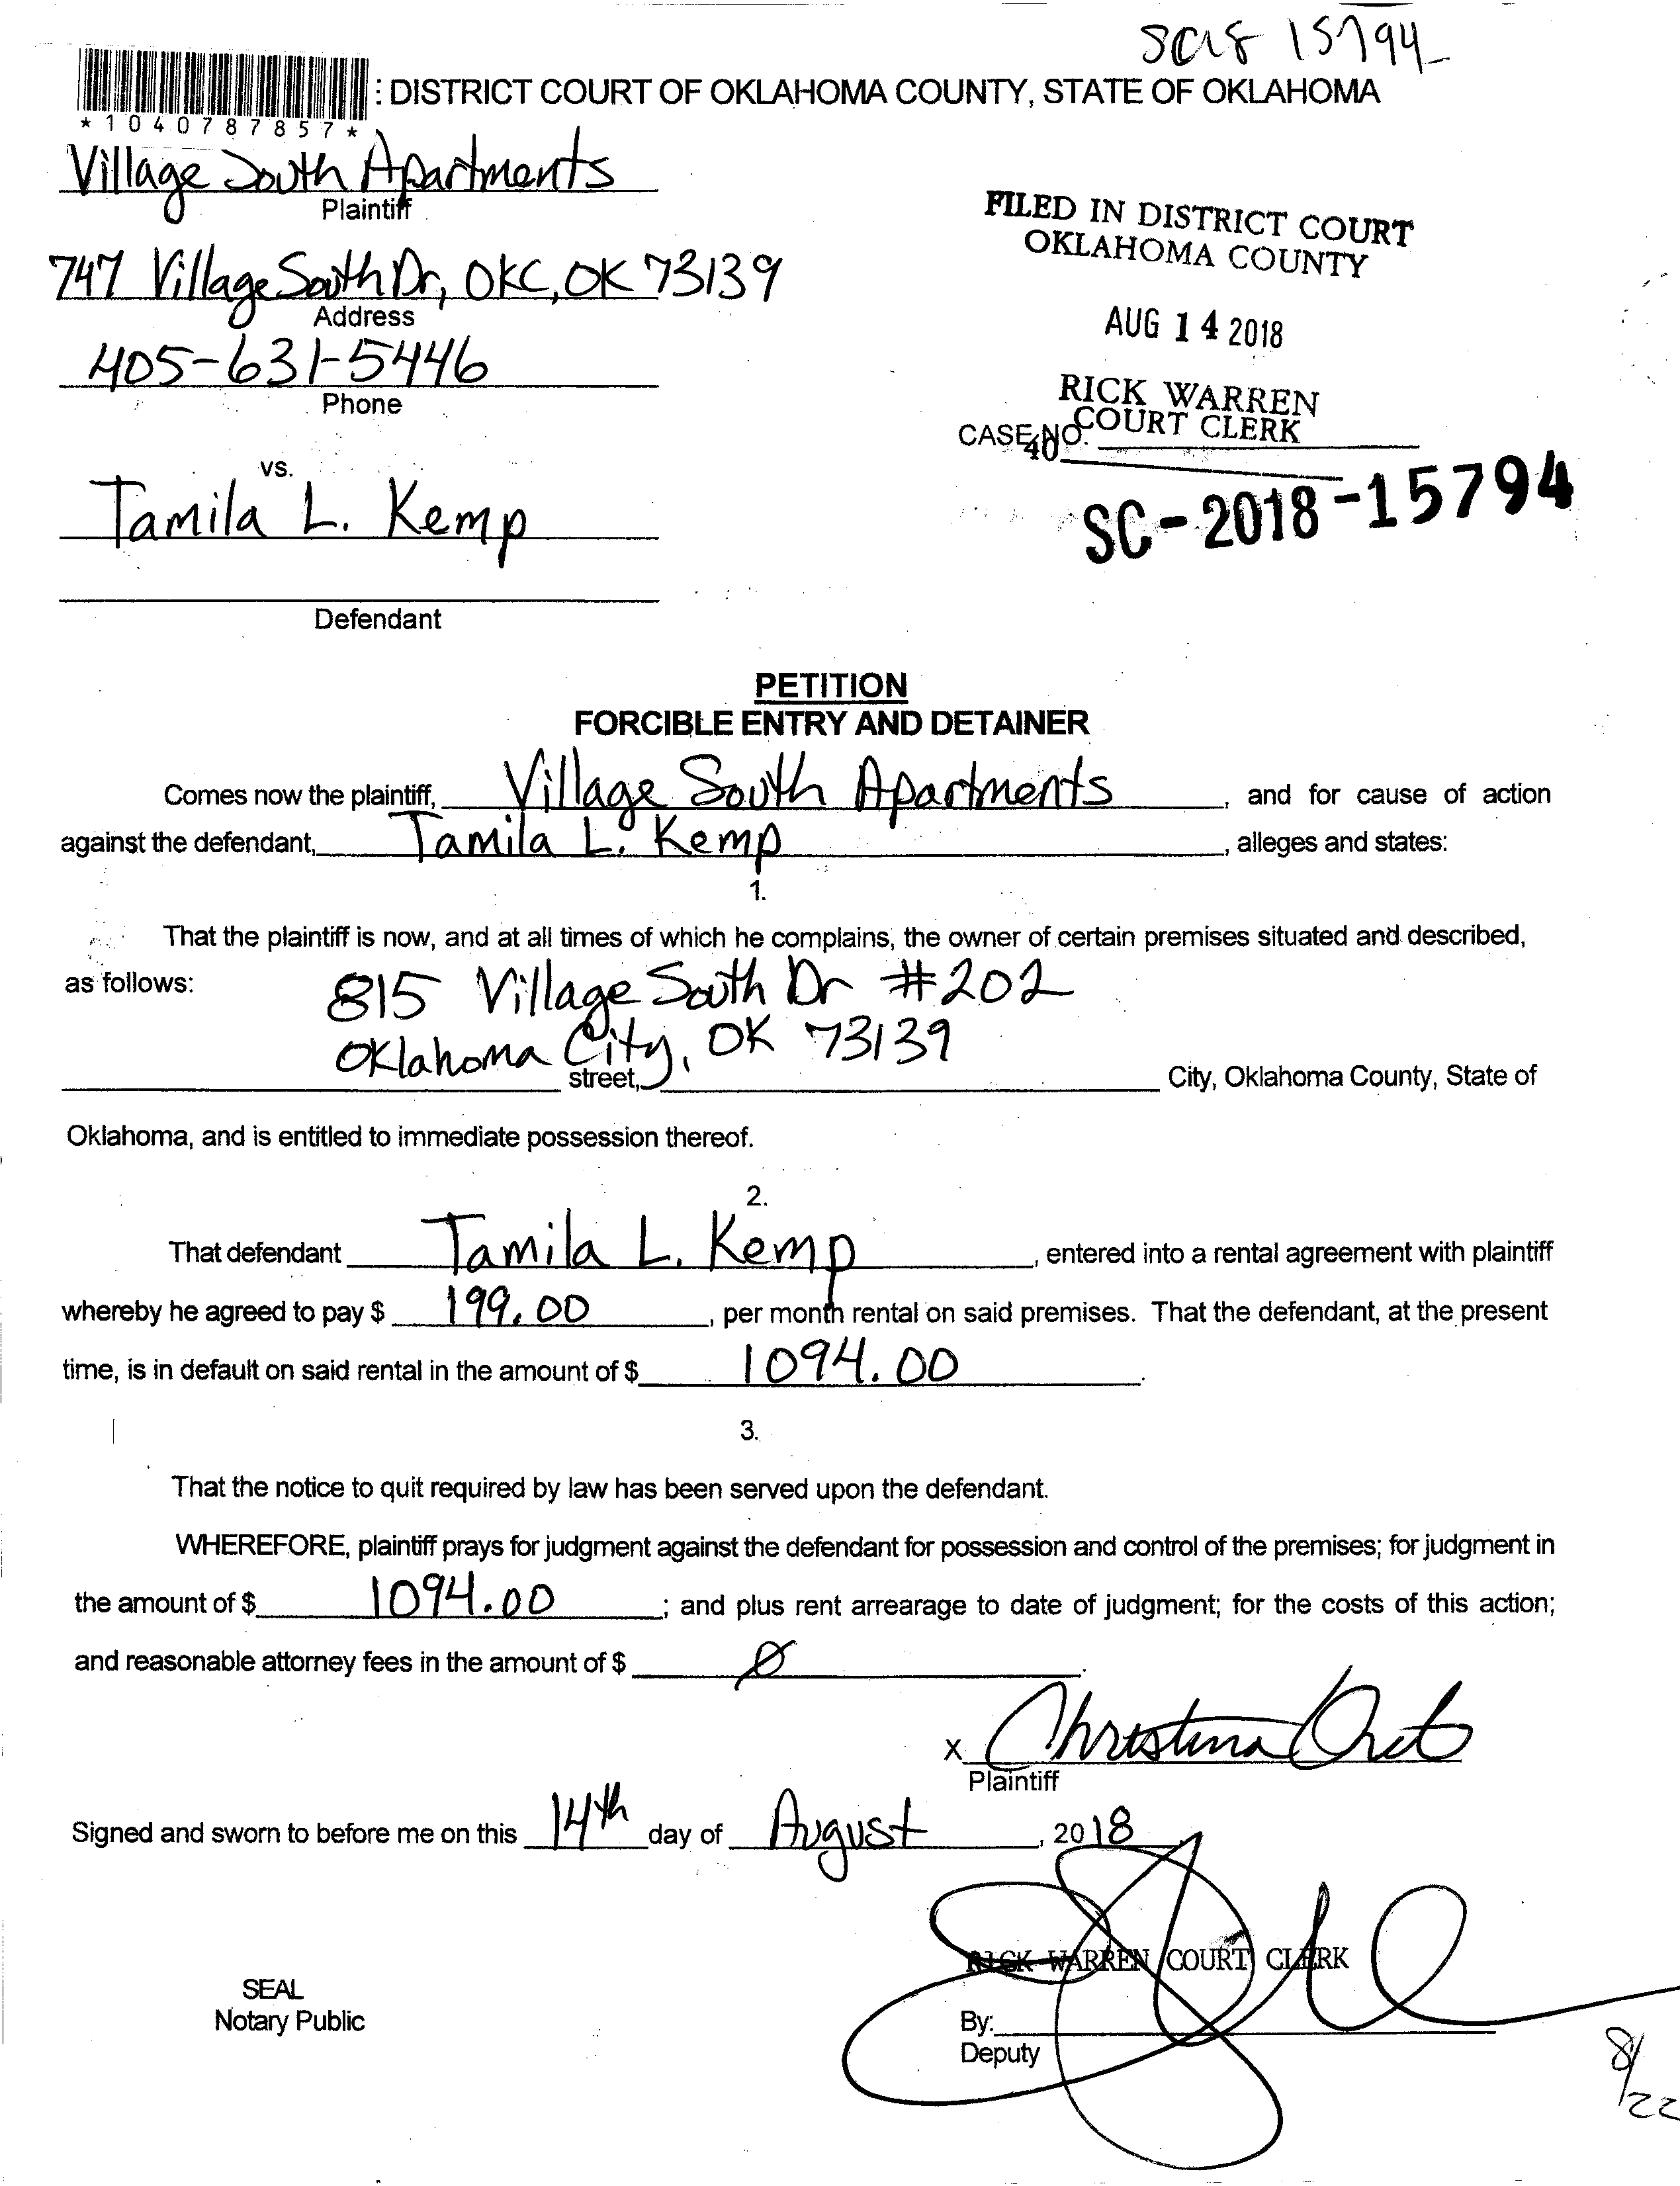 SC18 15794
: DISTRICT COURT OF OKLAHOMA COUNTY, STATE OF OKLAHOMA
*1040787857*
Village South Apartments
Plaintiff
FILED IN DISTRICT COURT
OKLAHOMA COUNTY
747 Village South Dr, OKC, OK 73139
Address
AUG 14 2018
405-631-5446
Phone
RICK WARREN
COURT CLERK
CASE NO.
40
vs.
Tamila L. Kemp
SC-2018-15794
Defendant
PETITION
FORCIBLE ENTRY AND DETAINER
Comes now the plaintiff, Village South Apartments, and for cause of action
against the defendant, Tamila L. Kemp, alleges and states:
1.
That the plaintiff is now, and at all times of which he complains, the owner of certain premises situated and described,
as follows: 815 Village South Dr #202
Oklahoma City, OK 73139
street, City, Oklahoma County, State of
Oklahoma, and is entitled to immediate possession thereof.
2.
That defendant Tamila L. Kemp, entered into a rental agreement with plaintiff
whereby he agreed to pay $ 199.00, per month rental on said premises. That the defendant, at the present
time, is in default on said rental in the amount of $ 1094.00.
3.
That the notice to quit required by law has been served upon the defendant.
WHEREFORE, plaintiff prays for judgment against the defendant for possession and control of the premises; for judgment in
the amount of $ 1094.00; and plus rent arrearage to date of judgment; for the costs of this action;
and reasonable attorney fees in the amount of $ Ø.
X Christina
Plaintiff
Signed and sworn to before me on this 14th day of August, 2018
RICK WARREN COURT CLERK
SEAL
Notary Public
By:
Deputy
8/22